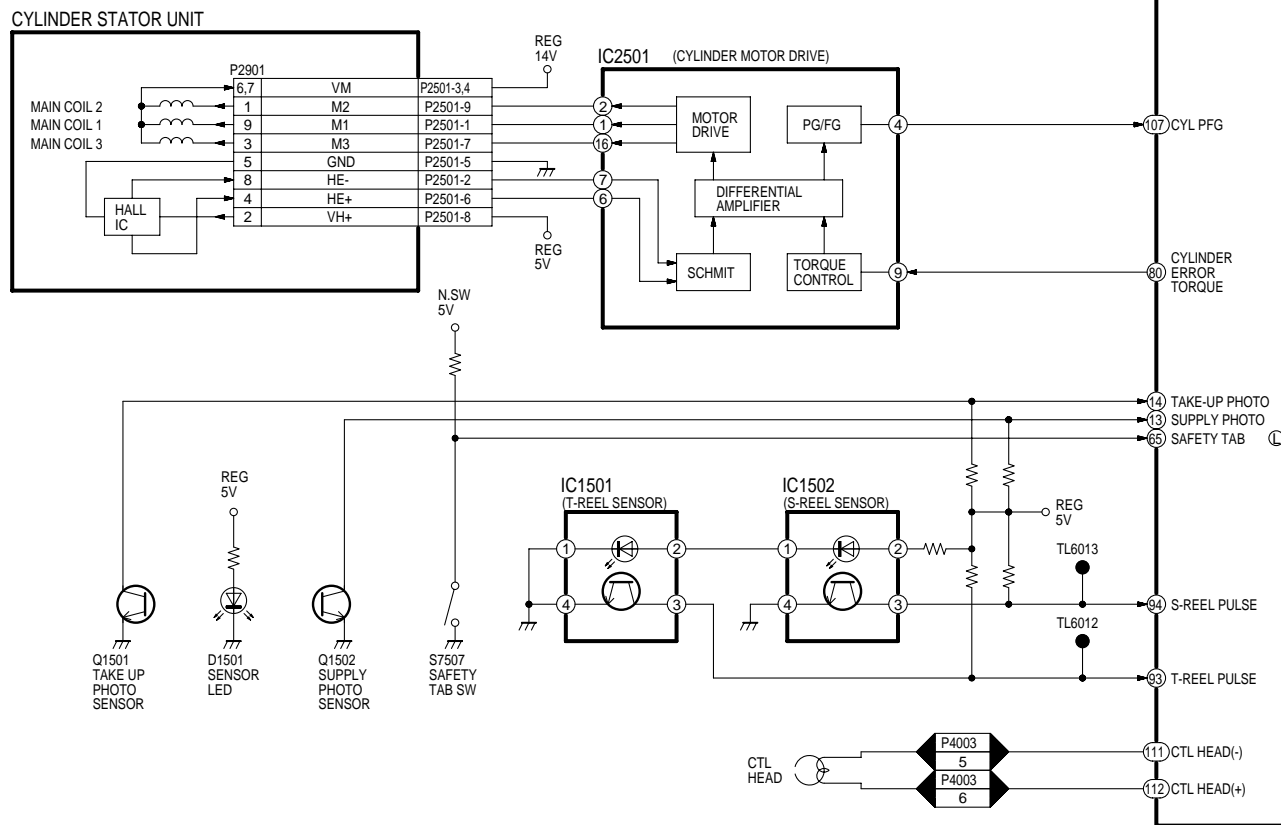 CYLINDER STATOR UNIT
P2901
6,7 VM P2501-3,4
MAIN COIL 2 1 M2 P2501-9
MAIN COIL 1 9 M1 P2501-1
MAIN COIL 3 3 M3 P2501-7
5 GND P2501-5
8 HE- P2501-2
4 HE+ P2501-6
2 VH+ P2501-8
HALL
IC
REG
14V
REG
5V
IC2501 (CYLINDER MOTOR DRIVE)
2
1
16
7
6
MOTOR
DRIVE
PG/FG
4
DIFFERENTIAL
AMPLIFIER
SCHMIT
TORQUE
CONTROL
9
107 CYL PFG
80 CYLINDER
ERROR
TORQUE
N.SW
5V
14 TAKE-UP PHOTO
13 SUPPLY PHOTO
65 SAFETY TAB L
REG
5V
IC1501
(T-REEL SENSOR)
1 2
4 3
IC1502
(S-REEL SENSOR)
1 2
4 3
REG
5V
TL6013
94 S-REEL PULSE
TL6012
93 T-REEL PULSE
Q1501
TAKE UP
PHOTO
SENSOR
D1501
SENSOR
LED
Q1502
SUPPLY
PHOTO
SENSOR
S7507
SAFETY
TAB SW
CTL
HEAD
P4003
5
P4003
6
111 CTL HEAD(-)
112 CTL HEAD(+)